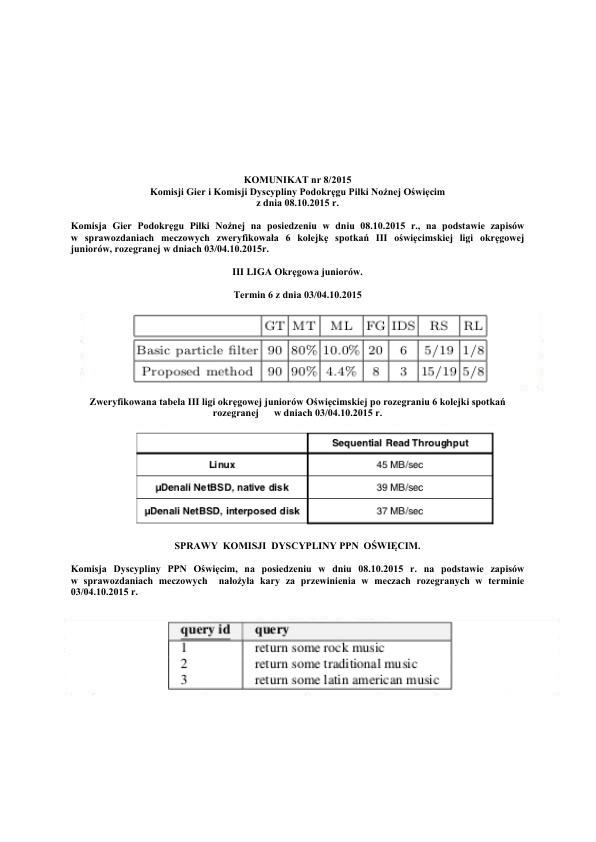 KOMUNIKAT nr 8/2015
Komisji Gier i Komisji Dyscypliny Podokręgu Piłki Nożnej Oświęcim
z dnia 08.10.2015 r.
Komisja Gier Podokręgu Piłki Nożnej na posiedzeniu w dniu 08.10.2015 r., na podstawie zapisów
w sprawozdaniach meczowych zweryfikowała 6 kolejkę spotkań III oświęcimskiej ligi okręgowej
juniorów, rozegranej w dniach 03/04.10.2015r.
III LIGA Okręgowa juniorów.
Termin 6 z dnia 03/04.10.2015
GT MT ML FG IDS RS RL
Basic particle filter 90 80% 10.0% 20 6 5/19 1/8
Proposed method 90 90% 4.4% 8 3 15/19 5/8
Zweryfikowana tabela III ligi okręgowej juniorów Oświęcimskiej po rozegraniu 6 kolejki spotkań
rozegranej w dniach 03/04.10.2015 r.
Sequential Read Throughput
Linux 45 MB/sec
µDenali NetBSD, native disk 39 MB/sec
µDenali NetBSD, interposed disk 37 MB/sec
SPRAWY KOMISJI DYSCYPLINY PPN OŚWIĘCIM.
Komisja Dyscypliny PPN Oświęcim, na posiedzeniu w dniu 08.10.2015 r. na podstawie zapisów
w sprawozdaniach meczowych nałożyła kary za przewinienia w meczach rozegranych w terminie
03/04.10.2015 r.
query id query
1 return some rock music
2 return some traditional music
3 return some latin american music